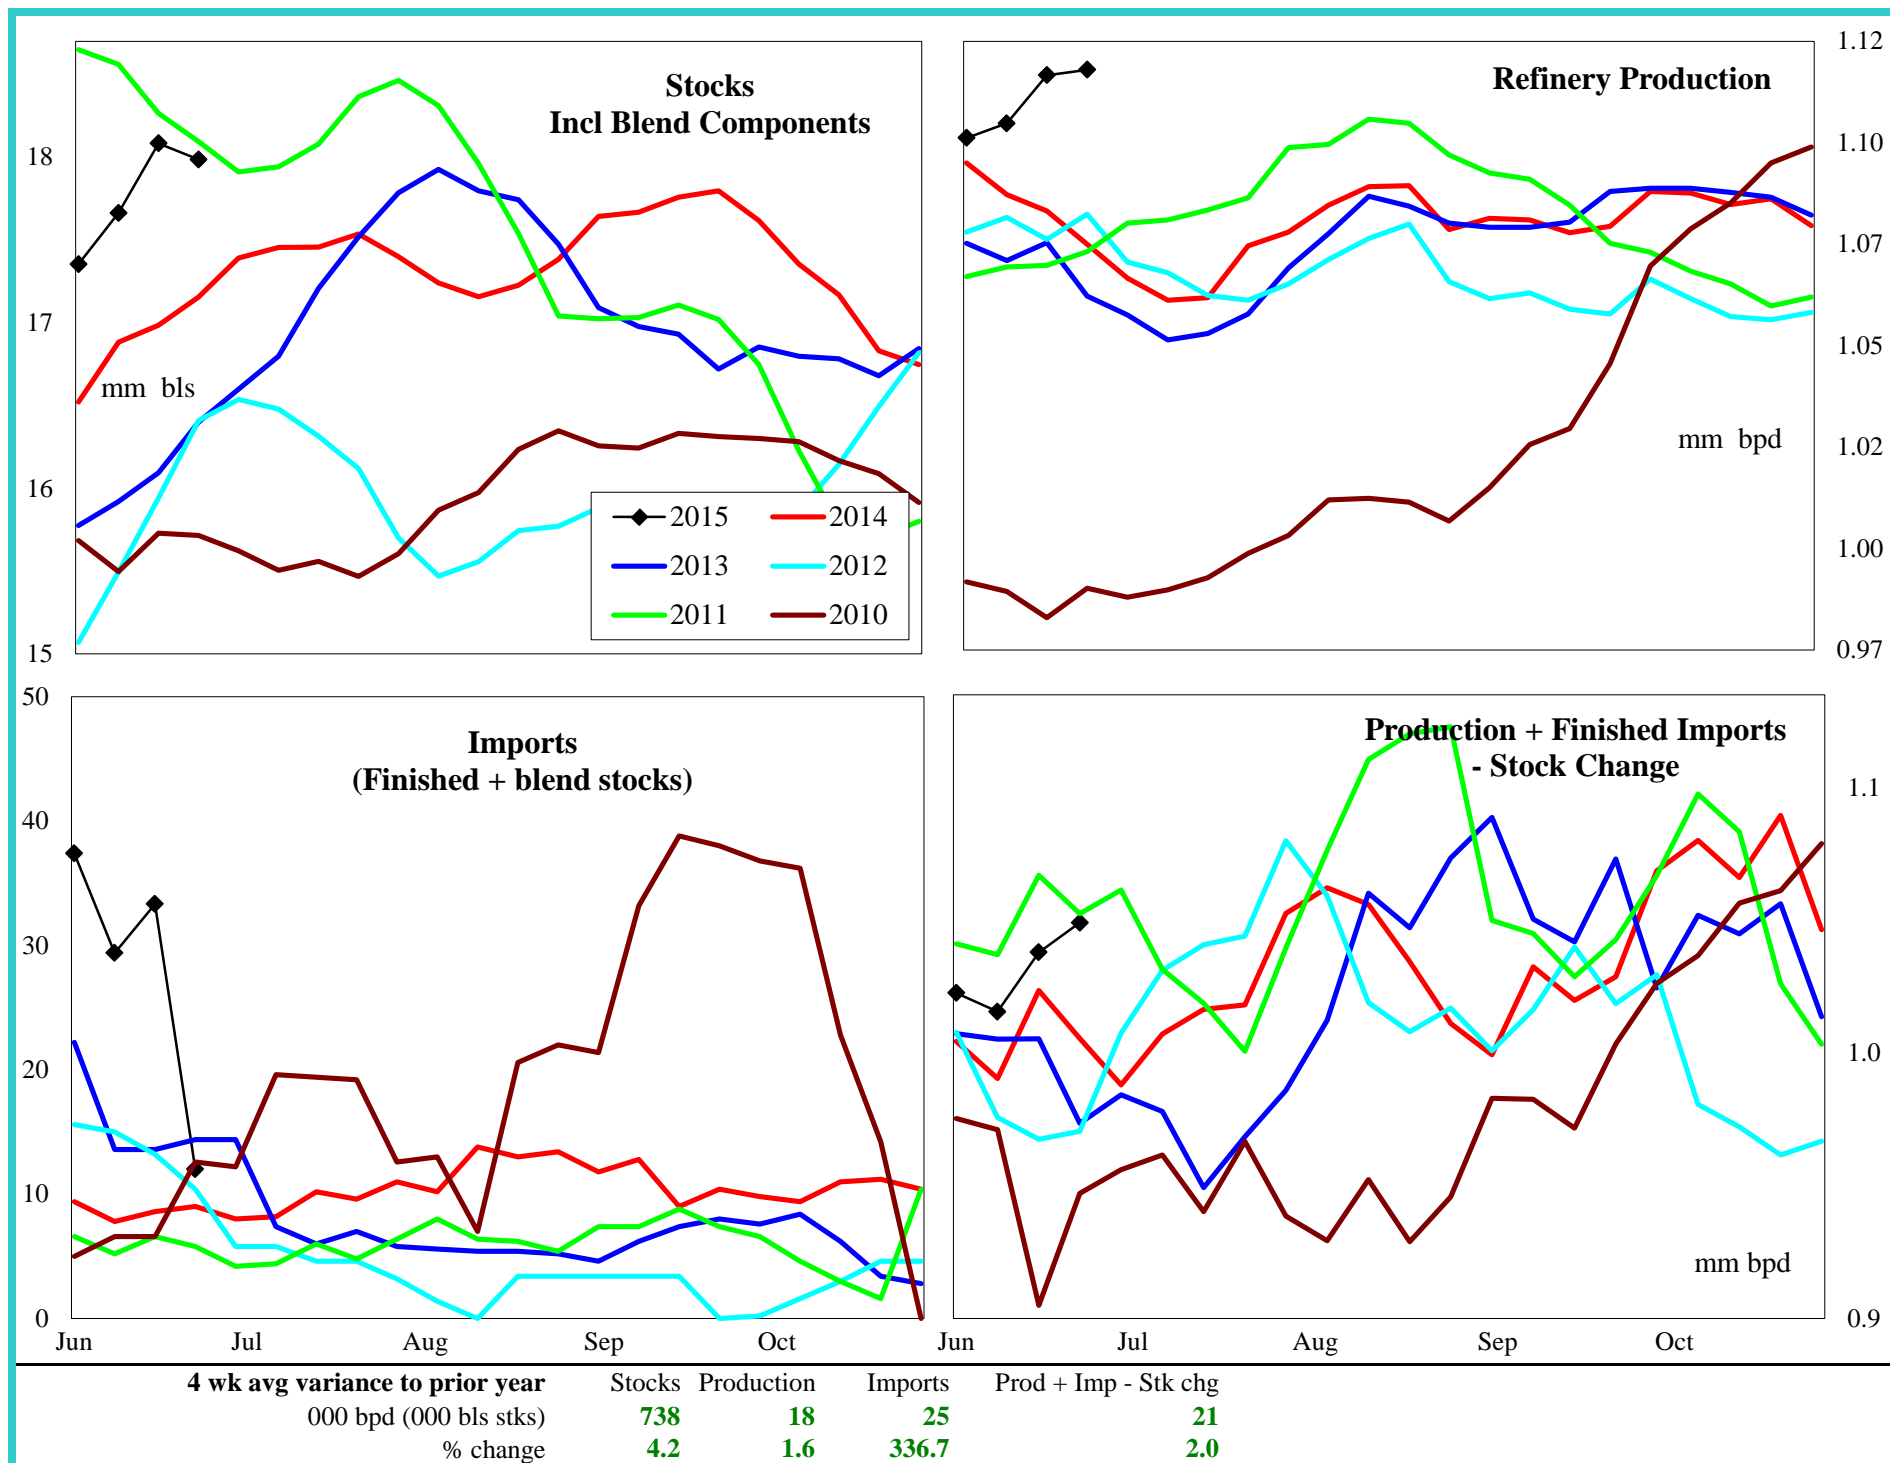 Stocks
Incl Blend Components
18
17
16
15
mm bls
2015 2014
2013 2012
2011 2010
Refinery Production
1.12
1.10
1.07
1.05
1.02
1.00
0.97
mm bpd
Imports
(Finished + blend stocks)
50
40
30
20
10
0
Jun Jul Aug Sep Oct
Production + Finished Imports
- Stock Change
1.1
1.0
0.9
mm bpd
Jun Jul Aug Sep Oct
4 wk avg variance to prior year Stocks Production Imports Prod + Imp - Stk chg
000 bpd (000 bls stks) 738 18 25 21
% change 4.2 1.6 336.7 2.0